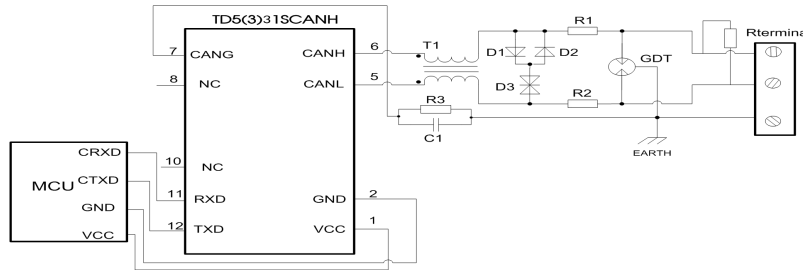 TD5(3)31SCANH
R1
Rtermina
7 CANG CANH 6 T1 D1 D2 GDT
8 NC CANL 5 D3 R2
R3
C1
EARTH
10 NC
MCU
CRXD 11 RXD GND 2
CTXD 12 TXD VCC 1
GND
VCC